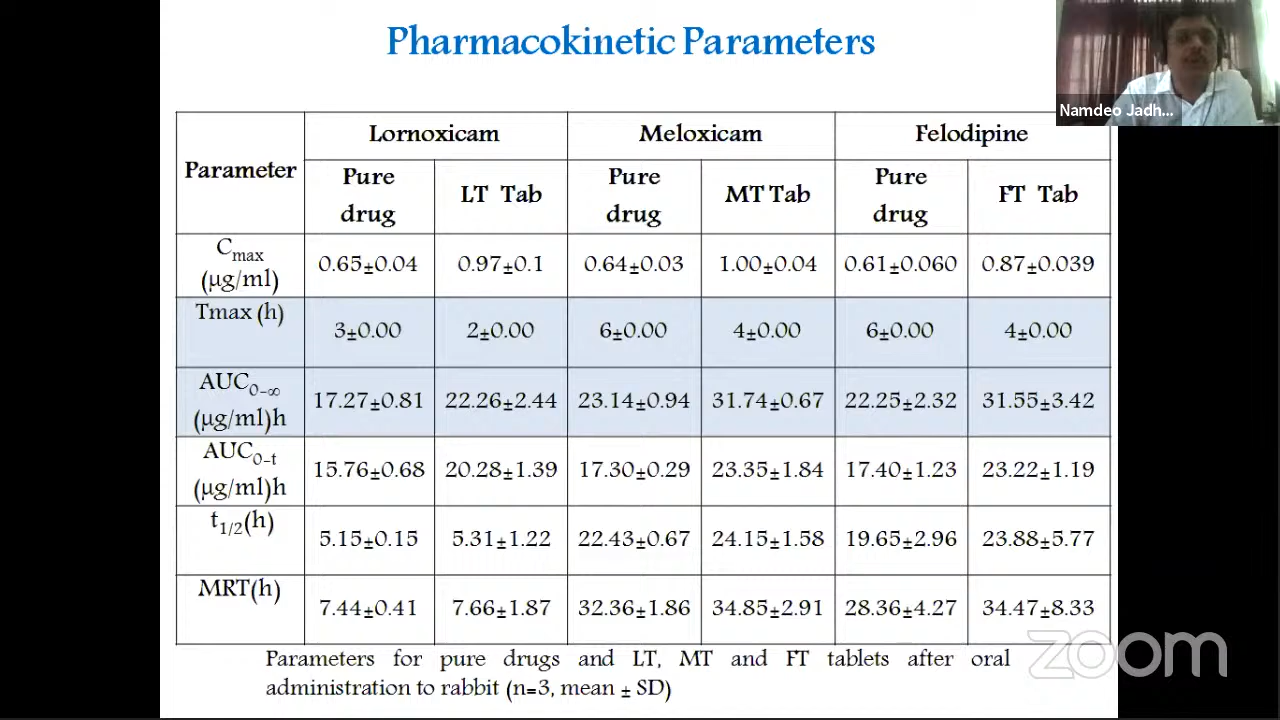 Pharmacokinetic Parameters
Namdeo Jadh...
Parameter
Lornoxicam
Meloxicam
Felodipine
Pure drug
LT Tab
Pure drug
MT Tab
Pure drug
FT Tab
Cmax (µg/ml)
0.65±0.04
0.97±0.1
0.64±0.03
1.00±0.04
0.61±0.060
0.87±0.039
Tmax (h)
3±0.00
2±0.00
6±0.00
4±0.00
6±0.00
4±0.00
AUC0-∞ (µg/ml)h
17.27±0.81
22.26±2.44
23.14±0.94
31.74±0.67
22.25±2.32
31.55±3.42
AUC0-t (µg/ml)h
15.76±0.68
20.28±1.39
17.30±0.29
23.35±1.84
17.40±1.23
23.22±1.19
t1/2(h)
5.15±0.15
5.31±1.22
22.43±0.67
24.15±1.58
19.65±2.96
23.88±5.77
MRT(h)
7.44±0.41
7.66±1.87
32.36±1.86
34.85±2.91
28.36±4.27
34.47±8.33
Parameters for pure drugs and LT, MT and FT tablets after oral
administration to rabbit (n=3, mean ± SD)
zoom